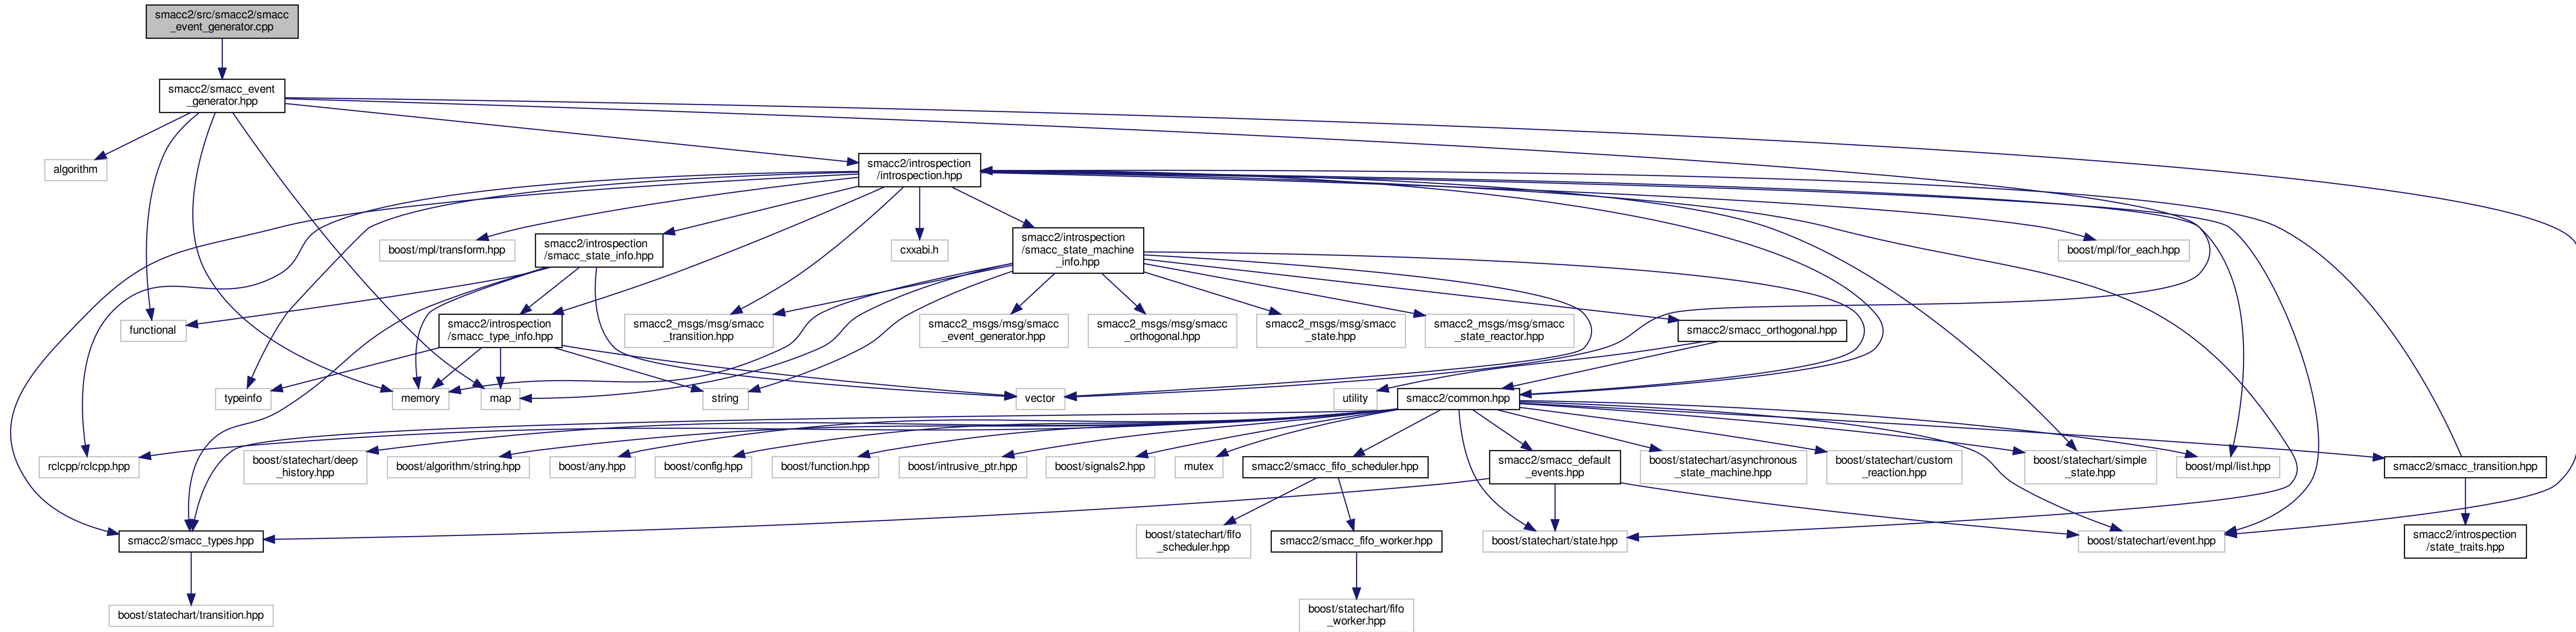 smacc2/src/smacc2/smacc
_event_generator.cpp
smacc2/smacc_event
_generator.hpp
algorithm
smacc2/introspection
/introspection.hpp
boost/mpl/transform.hpp
smacc2/introspection
/smacc_state_info.hpp
cxxabi.h
smacc2/introspection
/smacc_state_machine
_info.hpp
boost/mpl/for_each.hpp
functional
smacc2/introspection
/smacc_type_info.hpp
smacc2_msgs/msg/smacc
_transition.hpp
smacc2_msgs/msg/smacc
_event_generator.hpp
smacc2_msgs/msg/smacc
_orthogonal.hpp
smacc2_msgs/msg/smacc
_state.hpp
smacc2_msgs/msg/smacc
_state_reactor.hpp
smacc2/smacc_orthogonal.hpp
typeinfo
memory
map
string
vector
utility
smacc2/common.hpp
rclcpp/rclcpp.hpp
boost/statechart/deep
_history.hpp
boost/algorithm/string.hpp
boost/any.hpp
boost/config.hpp
boost/function.hpp
boost/intrusive_ptr.hpp
boost/signals2.hpp
mutex
smacc2/smacc_fifo_scheduler.hpp
smacc2/smacc_default
_events.hpp
boost/statechart/asynchronous
_state_machine.hpp
boost/statechart/custom
_reaction.hpp
boost/statechart/simple
_state.hpp
boost/mpl/list.hpp
smacc2/smacc_transition.hpp
smacc2/smacc_types.hpp
boost/statechart/fifo
_scheduler.hpp
smacc2/smacc_fifo_worker.hpp
boost/statechart/state.hpp
boost/statechart/event.hpp
smacc2/introspection
/state_traits.hpp
boost/statechart/transition.hpp
boost/statechart/fifo
_worker.hpp